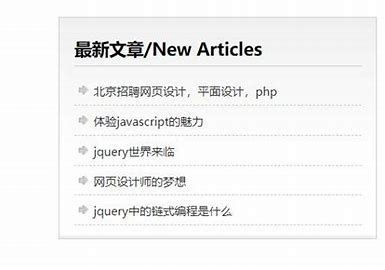 最新文章/New Articles
北京招聘网页设计，平面设计，php
体验javascript的魅力
jquery世界来临
网页设计师的梦想
jquery中的链式编程是什么